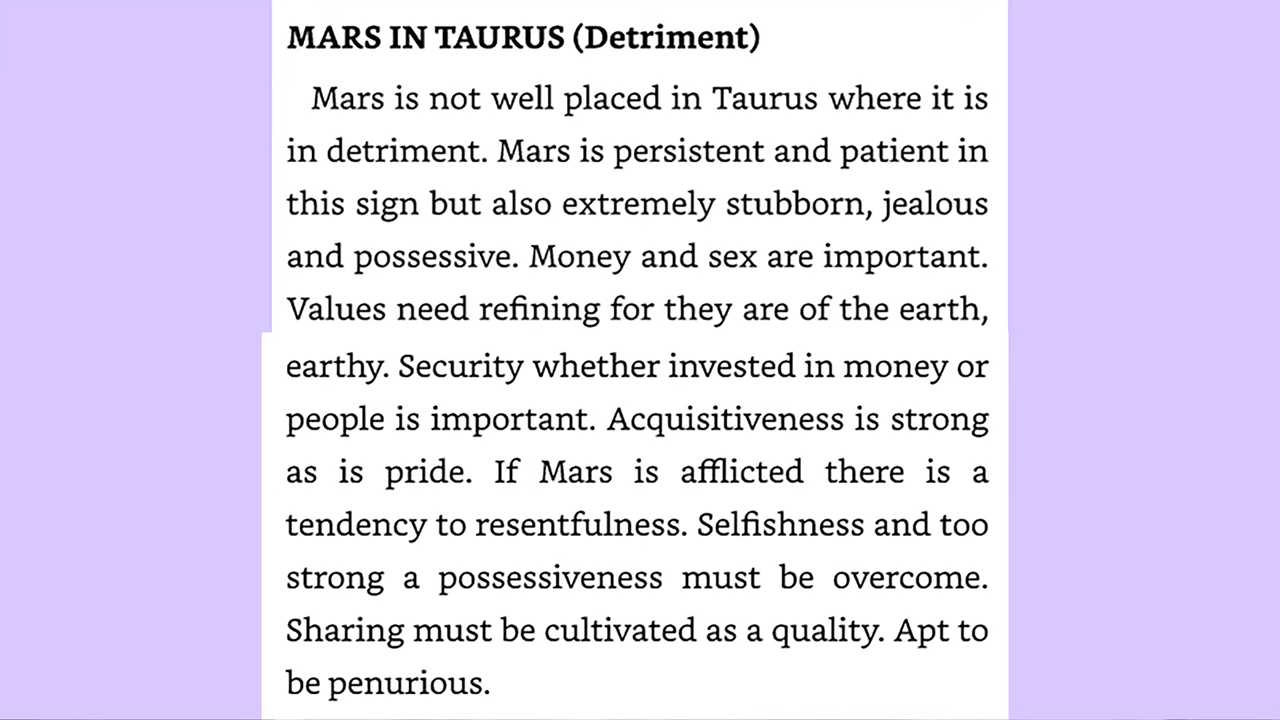 MARS IN TAURUS (Detriment)
Mars is not well placed in Taurus where it is
in detriment. Mars is persistent and patient in
this sign but also extremely stubborn, jealous
and possessive. Money and sex are important.
Values need refining for they are of the earth,
earthy. Security whether invested in money or
people is important. Acquisitiveness is strong
as is pride. If Mars is afflicted there is a
tendency to resentfulness. Selfishness and too
strong a possessiveness must be overcome.
Sharing must be cultivated as a quality. Apt to
be penurious.